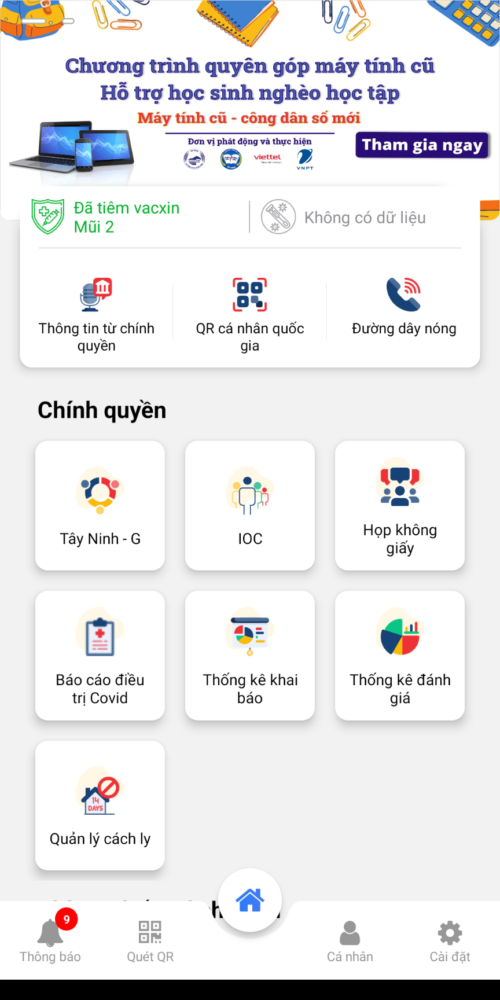 Chương trình quyên góp máy tính cũ
Hỗ trợ học sinh nghèo học tập
Máy tính cũ - công dân số mới
Đơn vị phát động và thực hiện
viettel
VNPT
Tham gia ngay
Đã tiêm vacxin
Mũi 2
Không có dữ liệu
Thông tin từ chính
quyền
QR cá nhân quốc
gia
Đường dây nóng
Chính quyền
Tây Ninh - G
IOC
Họp không
giấy
Báo cáo điều
trị Covid
Thống kê khai
báo
Thống kê đánh
giá
14
DAYS
Quản lý cách ly
9
Thông báo
Quét QR
Cá nhân
Cài đặt